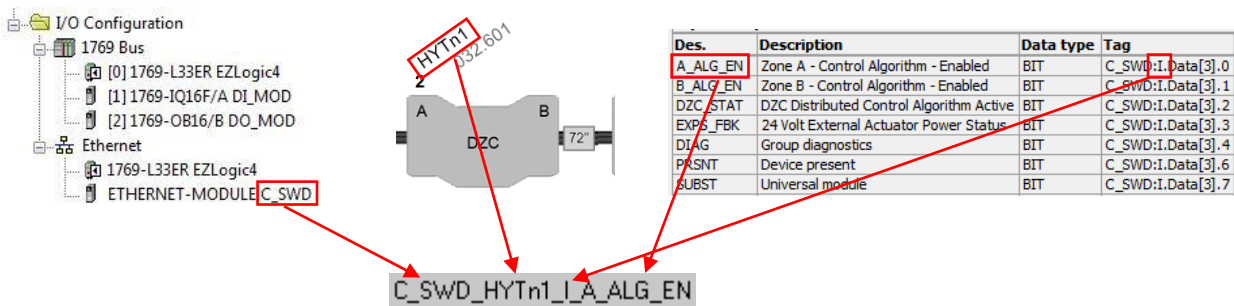 I/O Configuration
1769 Bus
[0] 1769-L33ER EZLogic4
[1] 1769-IQ16F/A DI_MOD
[2] 1769-OB16/B DO_MOD
Ethernet
1769-L33ER EZLogic4
ETHERNET-MODULE C_SWD
HYTn1
032.601
2
A
B
DZC
72"
Des. Description Data type Tag
A_ALG_EN Zone A - Control Algorithm - Enabled BIT C_SWD:I.Data[3].0
B_ALG_EN Zone B - Control Algorithm - Enabled BIT C_SWD:I.Data[3].1
DZC_STAT DZC Distributed Control Algorithm Active BIT C_SWD:I.Data[3].2
EXPS_FBK 24 Volt External Actuator Power Status BIT C_SWD:I.Data[3].3
DIAG Group diagnostics BIT C_SWD:I.Data[3].4
PRSNT Device present BIT C_SWD:I.Data[3].6
SUBST Universal module BIT C_SWD:I.Data[3].7
C_SWD_HYTn1_I_A_ALG_EN